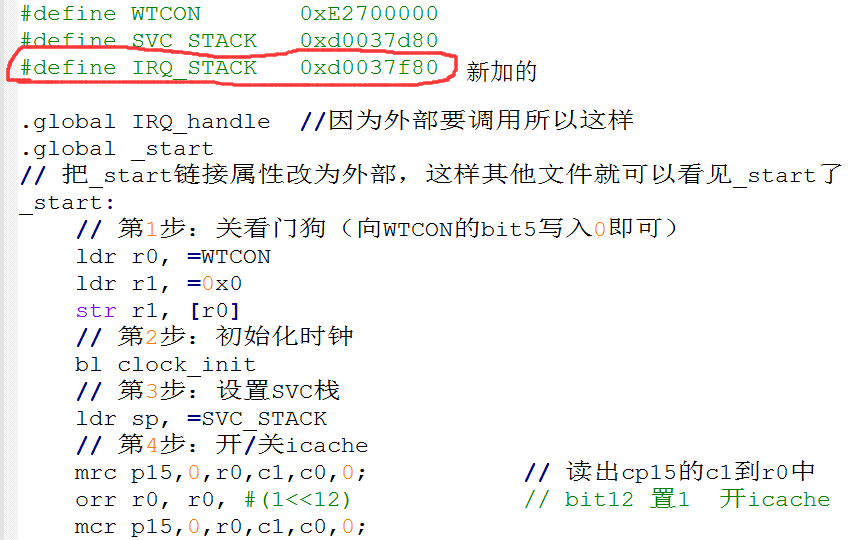 #define WTCON 0xE2700000
#define SVC_STACK 0xd0037d80
#define IRQ_STACK 0xd0037f80 新加的
.global IRQ_handle //因为外部要调用所以这样
.global _start
// 把_start链接属性改为外部，这样其他文件就可以看见_start了
_start:
// 第1步：关看门狗（向WTCON的bit5写入0即可）
ldr r0, =WTCON
ldr r1, =0x0
str r1, [r0]
// 第2步：初始化时钟
bl clock_init
// 第3步：设置SVC栈
ldr sp, =SVC_STACK
// 第4步：开/关icache
mrc p15,0,r0,c1,c0,0; // 读出cp15的c1到r0中
orr r0, r0, #(1<<12) // bit12 置1 开icache
mcr p15,0,r0,c1,c0,0;